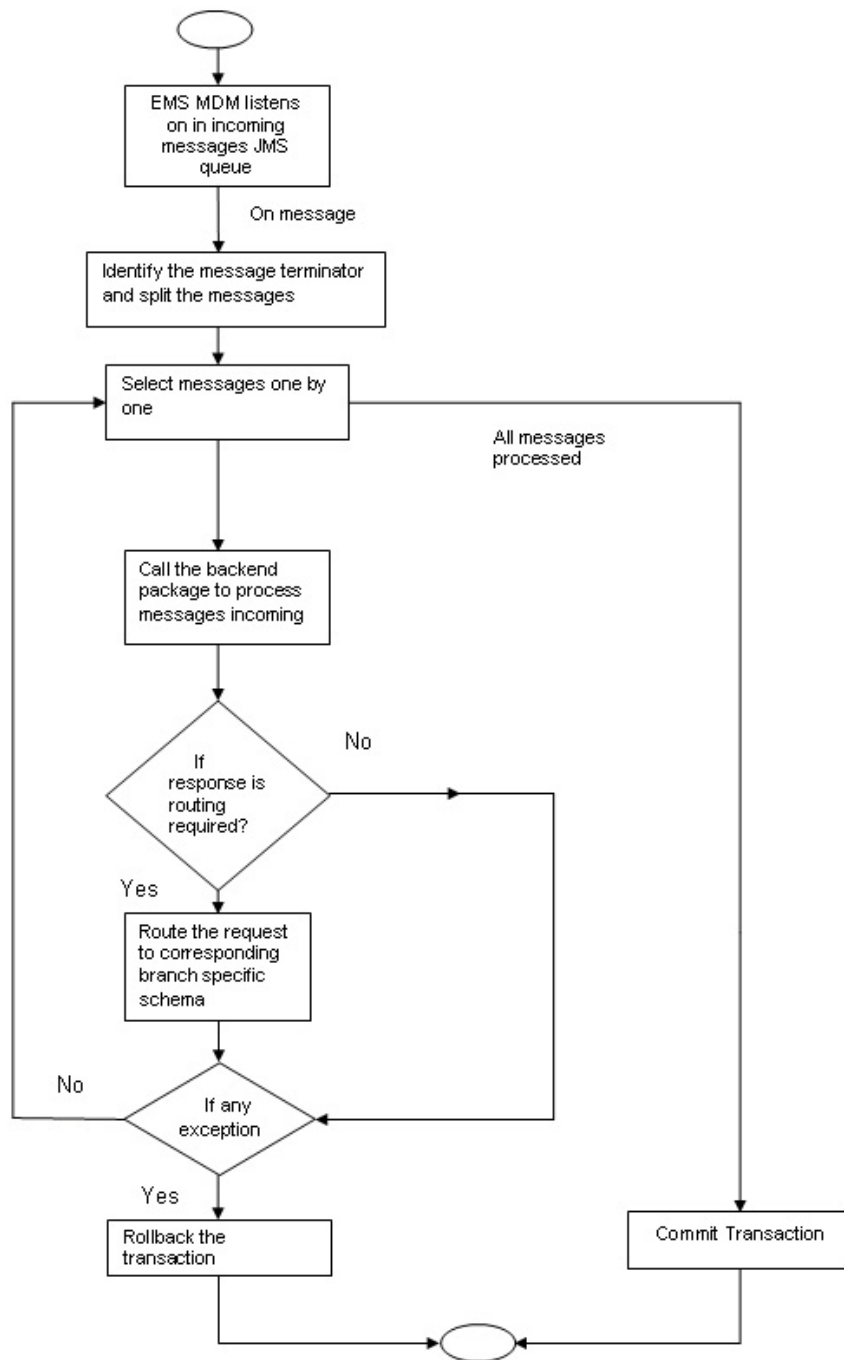 EMS MDM listens
on in incoming
messages JMS
queue
On message
Identify the message terminator
and split the messages
Select messages one by
one
All messages
processed
Call the backend
package to process
messages incoming
If
response is
routing
required?
No
Yes
Route the request
to corresponding
branch specific
schema
No
If any
exception
Yes
Rollback the
transaction
Commit Transaction